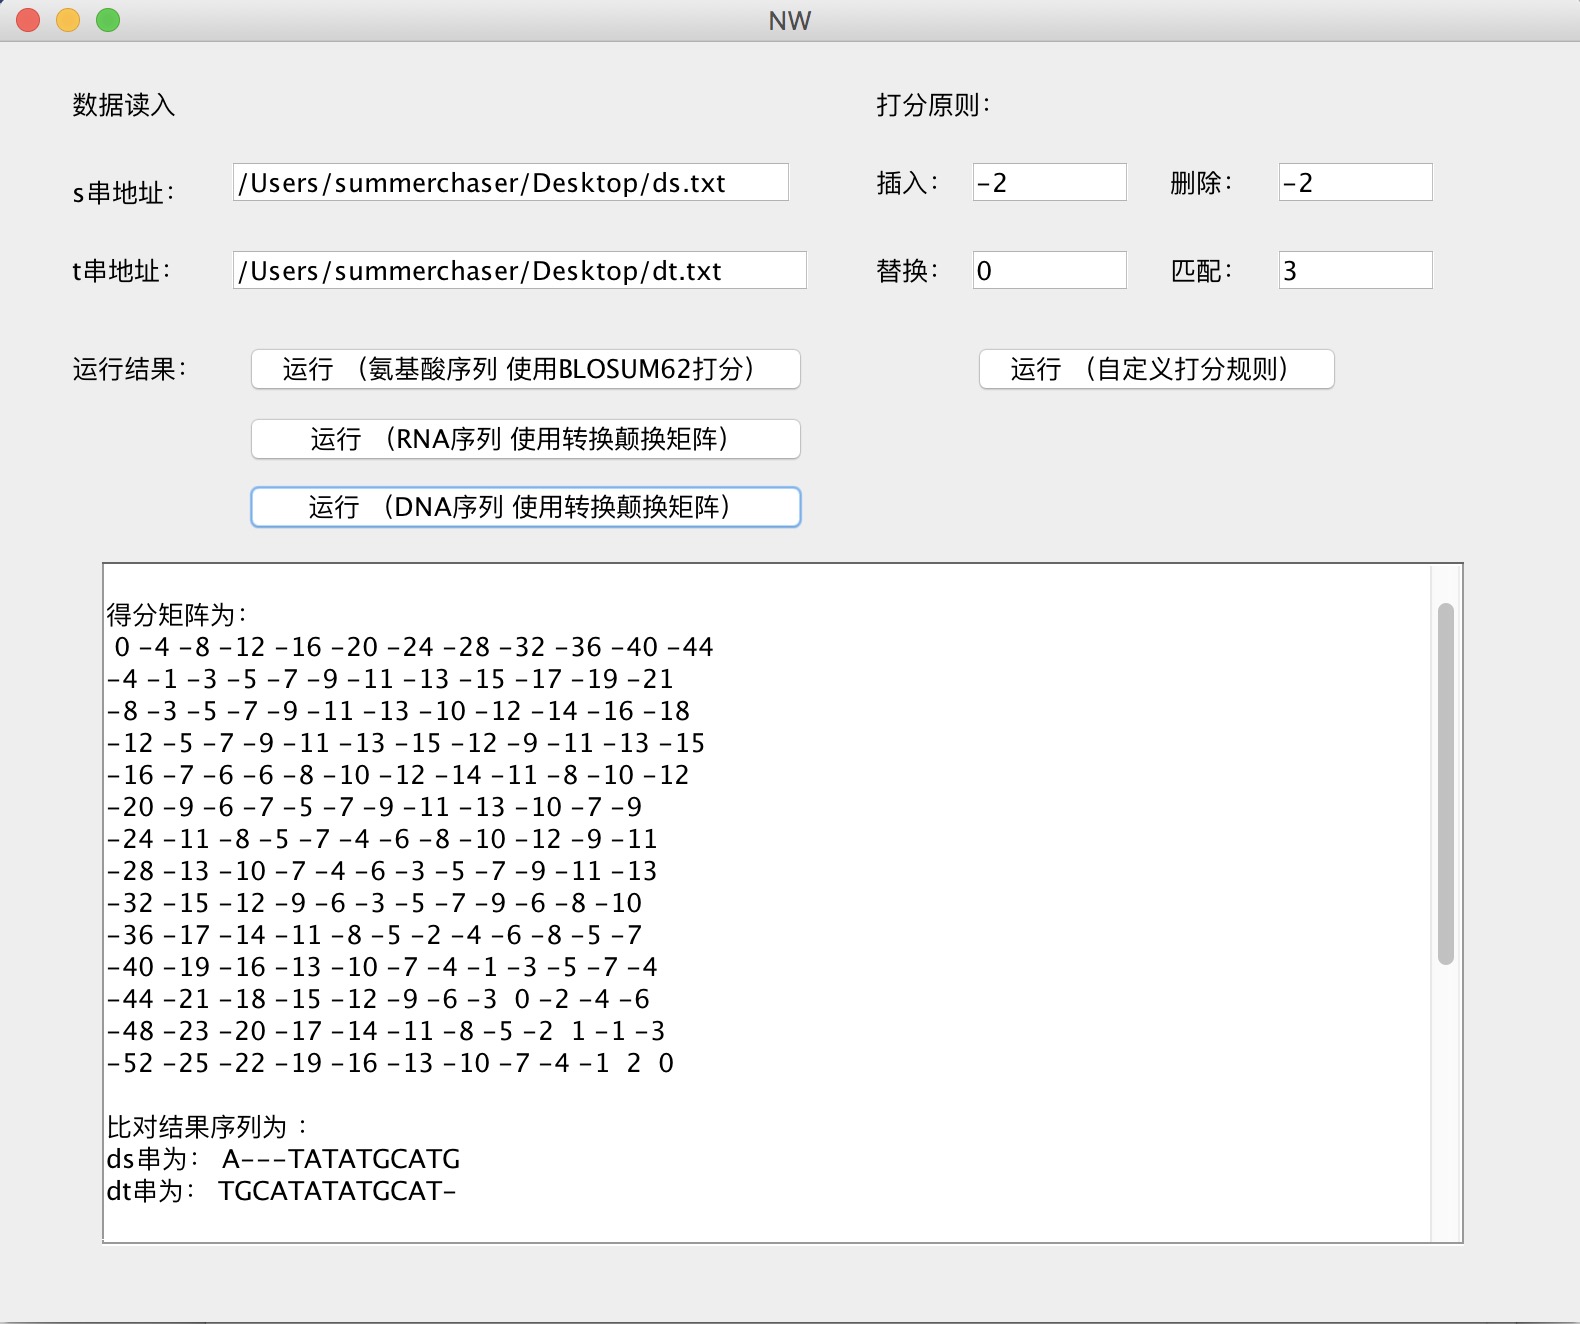 NW
数据读入
打分原则：
s串地址： /Users/summerchaser/Desktop/ds.txt
插入： -2 删除： -2
t串地址： /Users/summerchaser/Desktop/dt.txt
替换： 0 匹配： 3
运行结果： 运行 （氨基酸序列 使用BLOSUM62打分）
运行 （自定义打分规则）
运行 （RNA序列 使用转换颠换矩阵）
运行 （DNA序列 使用转换颠换矩阵）
得分矩阵为：
0 -4 -8 -12 -16 -20 -24 -28 -32 -36 -40 -44
-4 -1 -3 -5 -7 -9 -11 -13 -15 -17 -19 -21
-8 -3 -5 -7 -9 -11 -13 -10 -12 -14 -16 -18
-12 -5 -7 -9 -11 -13 -15 -12 -9 -11 -13 -15
-16 -7 -6 -6 -8 -10 -12 -14 -11 -8 -10 -12
-20 -9 -6 -7 -5 -7 -9 -11 -13 -10 -7 -9
-24 -11 -8 -5 -7 -4 -6 -8 -10 -12 -9 -11
-28 -13 -10 -7 -4 -6 -3 -5 -7 -9 -11 -13
-32 -15 -12 -9 -6 -3 -5 -7 -9 -6 -8 -10
-36 -17 -14 -11 -8 -5 -2 -4 -6 -8 -5 -7
-40 -19 -16 -13 -10 -7 -4 -1 -3 -5 -7 -4
-44 -21 -18 -15 -12 -9 -6 -3 0 -2 -4 -6
-48 -23 -20 -17 -14 -11 -8 -5 -2 1 -1 -3
-52 -25 -22 -19 -16 -13 -10 -7 -4 -1 2 0
比对结果序列为 ：
ds串为： A---TATATGCATG
dt串为： TGCATATATGCAT-